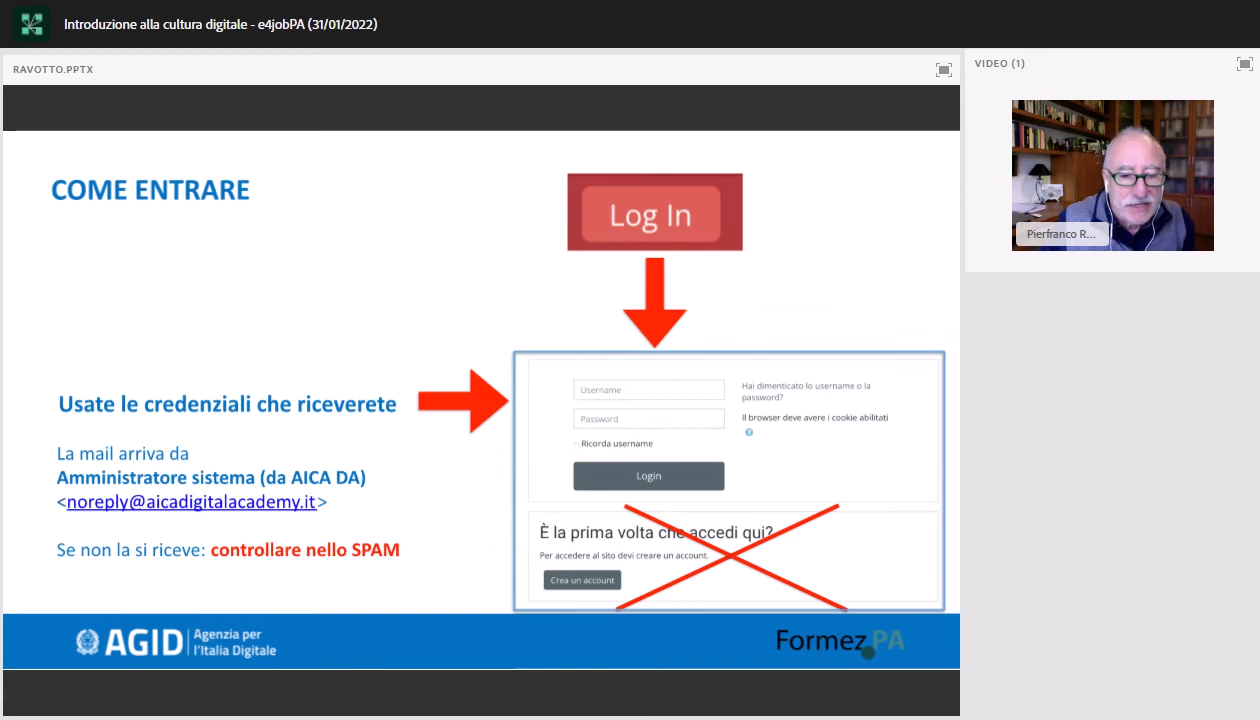 Introduzione alla cultura digitale - e4jobPA (31/01/2022)
RAVOTTO.PPTX
VIDEO (1)
Pierfranco R...
COME ENTRARE
Log In
Usate le credenziali che riceverete
La mail arriva da
Amministratore sistema (da AICA DA)
<noreply@aicadigitalacademy.it>
Se non la si riceve: controllare nello SPAM
Username
Password
Ricorda username
Login
Hai dimenticato lo username o la
password?
Il browser deve avere i cookie abilitati
?
È la prima volta che accedi qui?
Per accedere al sito devi creare un account.
Crea un account
AGID
Agenzia per
l'Italia Digitale
Formez PA